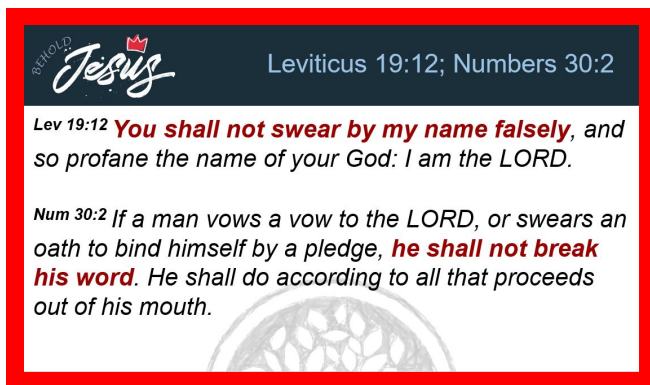 BEHOLD
Jesus
Leviticus 19:12; Numbers 30:2
Lev 19:12 You shall not swear by my name falsely, and
so profane the name of your God: I am the LORD.
Num 30:2 If a man vows a vow to the LORD, or swears an
oath to bind himself by a pledge, he shall not break
his word. He shall do according to all that proceeds
out of his mouth.